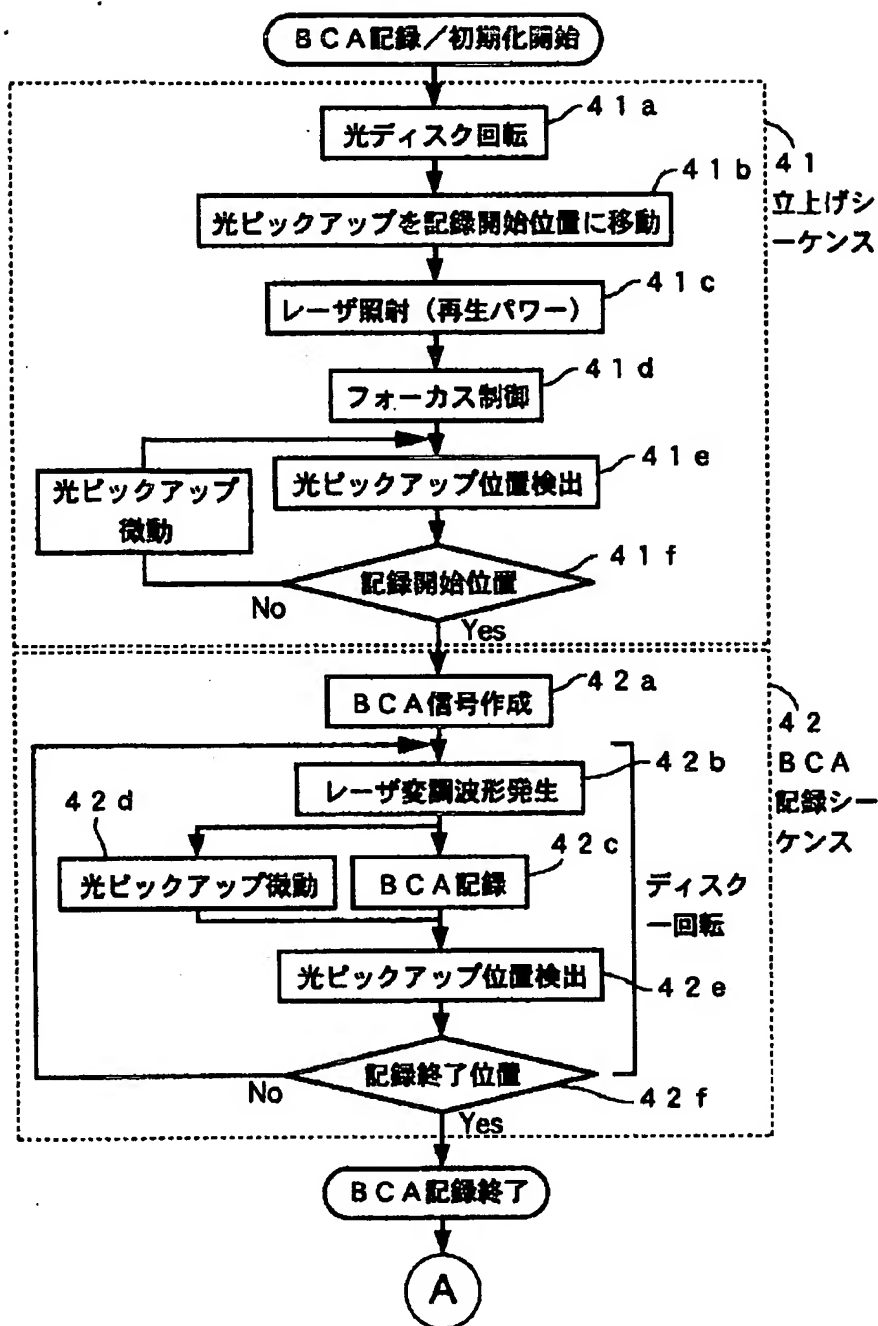 BCA記録/初期化開始
光ディスク回転
41a
41
立上げシ
ーケンス
光ピックアップを記録開始位置に移動
41b
レーザ照射(再生パワー)
41c
フォーカス制御
41d
光ピックアップ位置検出
41e
光ピックアップ
微動
記録開始位置
41f
No
Yes
BCA信号作成
42a
42
BCA
記録シー
ケンス
レーザ変調波形発生
42b
42d
光ピックアップ微動
BCA記録
42c
ディスク
一回転
光ピックアップ位置検出
42e
記録終了位置
42f
No
Yes
BCA記録終了
A